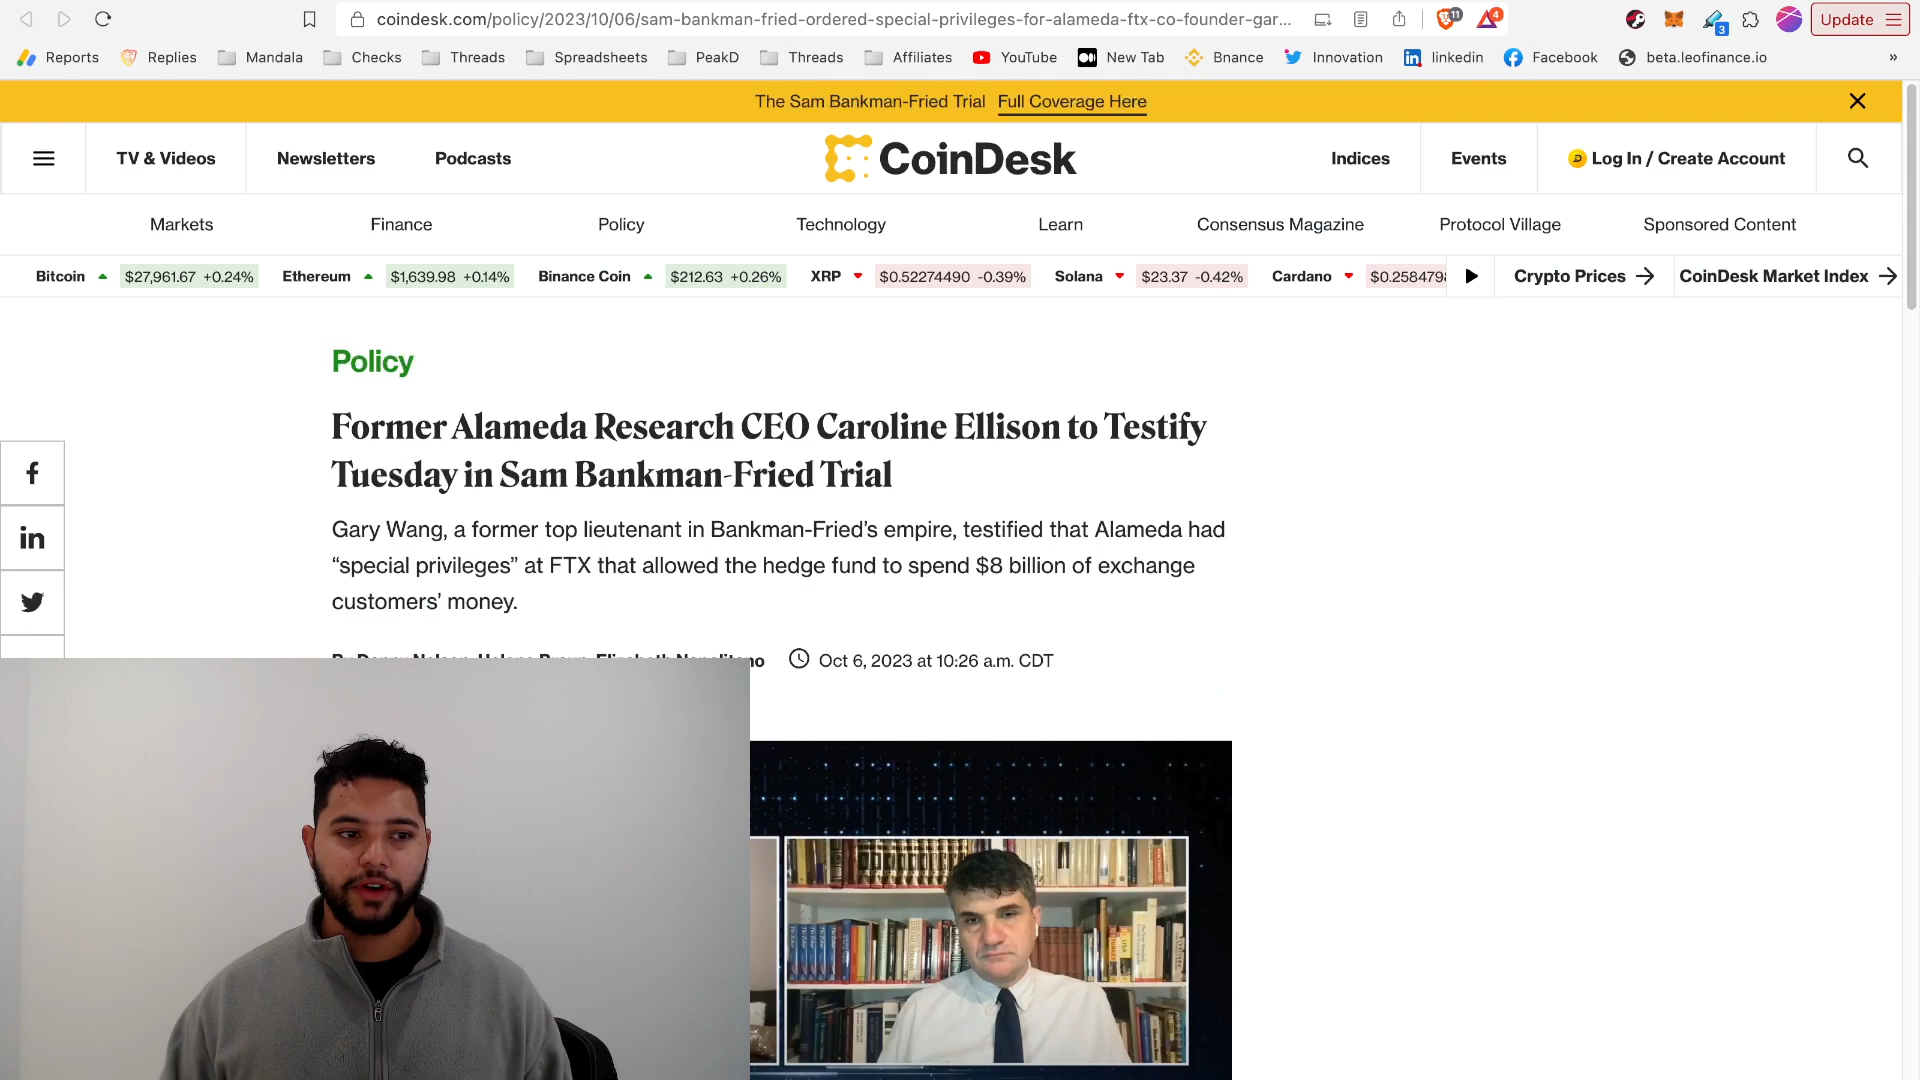 coindesk.com/policy/2023/10/06/sam-bankman-fried-ordered-special-privileges-for-alameda-ftx-co-founder-gar...
11
4
3
Update
Reports
Replies
Mandala
Checks
Threads
Spreadsheets
PeakD
Threads
Affiliates
YouTube
New Tab
Bnance
Innovation
linkedin
Facebook
beta.leofinance.io
»
The Sam Bankman-Fried Trial Full Coverage Here
TV & Videos
Newsletters
Podcasts
CoinDesk
Indices
Events
Log In / Create Account
Markets
Finance
Policy
Technology
Learn
Consensus Magazine
Protocol Village
Sponsored Content
Bitcoin $27,961.67 +0.24%
Ethereum $1,639.98 +0.14%
Binance Coin $212.63 +0.26%
XRP $0.52274490 -0.39%
Solana $23.37 -0.42%
Cardano $0.258479
Crypto Prices
CoinDesk Market Index
Policy
Former Alameda Research CEO Caroline Ellison to Testify
Tuesday in Sam Bankman-Fried Trial
Gary Wang, a former top lieutenant in Bankman-Fried's empire, testified that Alameda had
“special privileges” at FTX that allowed the hedge fund to spend $8 billion of exchange
customers’ money.
Oct 6, 2023 at 10:26 a.m. CDT